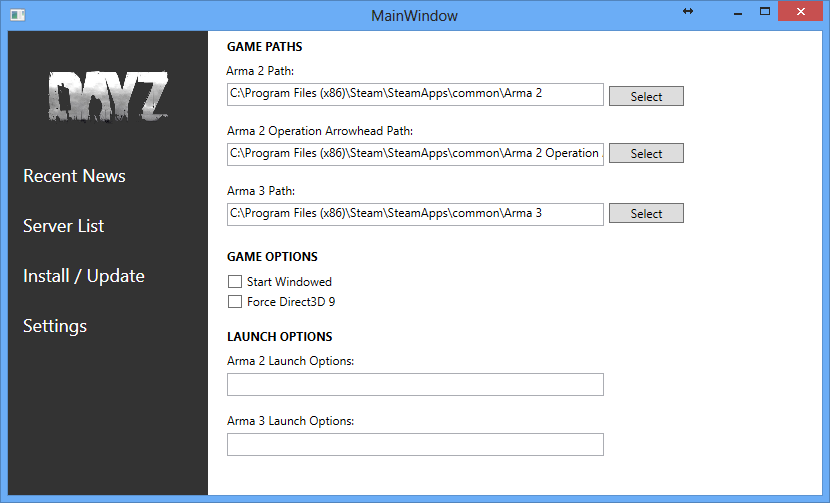 MainWindow
DAYZ
Recent News
Server List
Install / Update
Settings
GAME PATHS
Arma 2 Path:
C:\Program Files (x86)\Steam\SteamApps\common\Arma 2
Select
Arma 2 Operation Arrowhead Path:
C:\Program Files (x86)\Steam\SteamApps\common\Arma 2 Operation
Select
Arma 3 Path:
C:\Program Files (x86)\Steam\SteamApps\common\Arma 3
Select
GAME OPTIONS
Start Windowed
Force Direct3D 9
LAUNCH OPTIONS
Arma 2 Launch Options:
Arma 3 Launch Options: